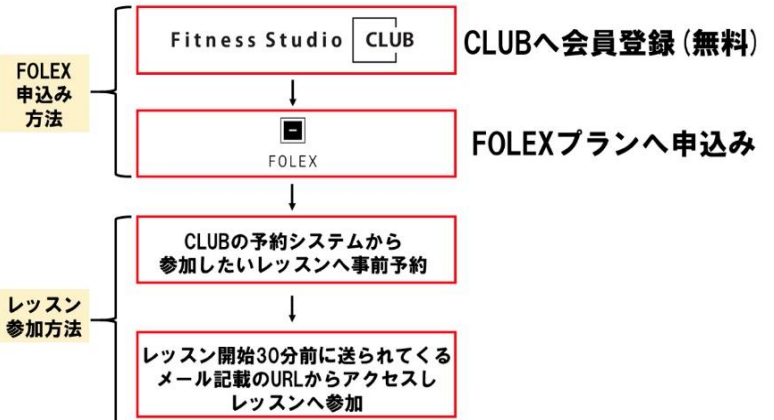 FOLEX
申込み
方法
Fitness Studio CLUB
CLUBへ会員登録(無料)
FOLEX
FOLEXプランへ申込み
レッスン
参加方法
CLUBの予約システムから
参加したいレッスンへ事前予約
レッスン開始30分前に送られてくる
メール記載のURLからアクセスし
レッスンへ参加